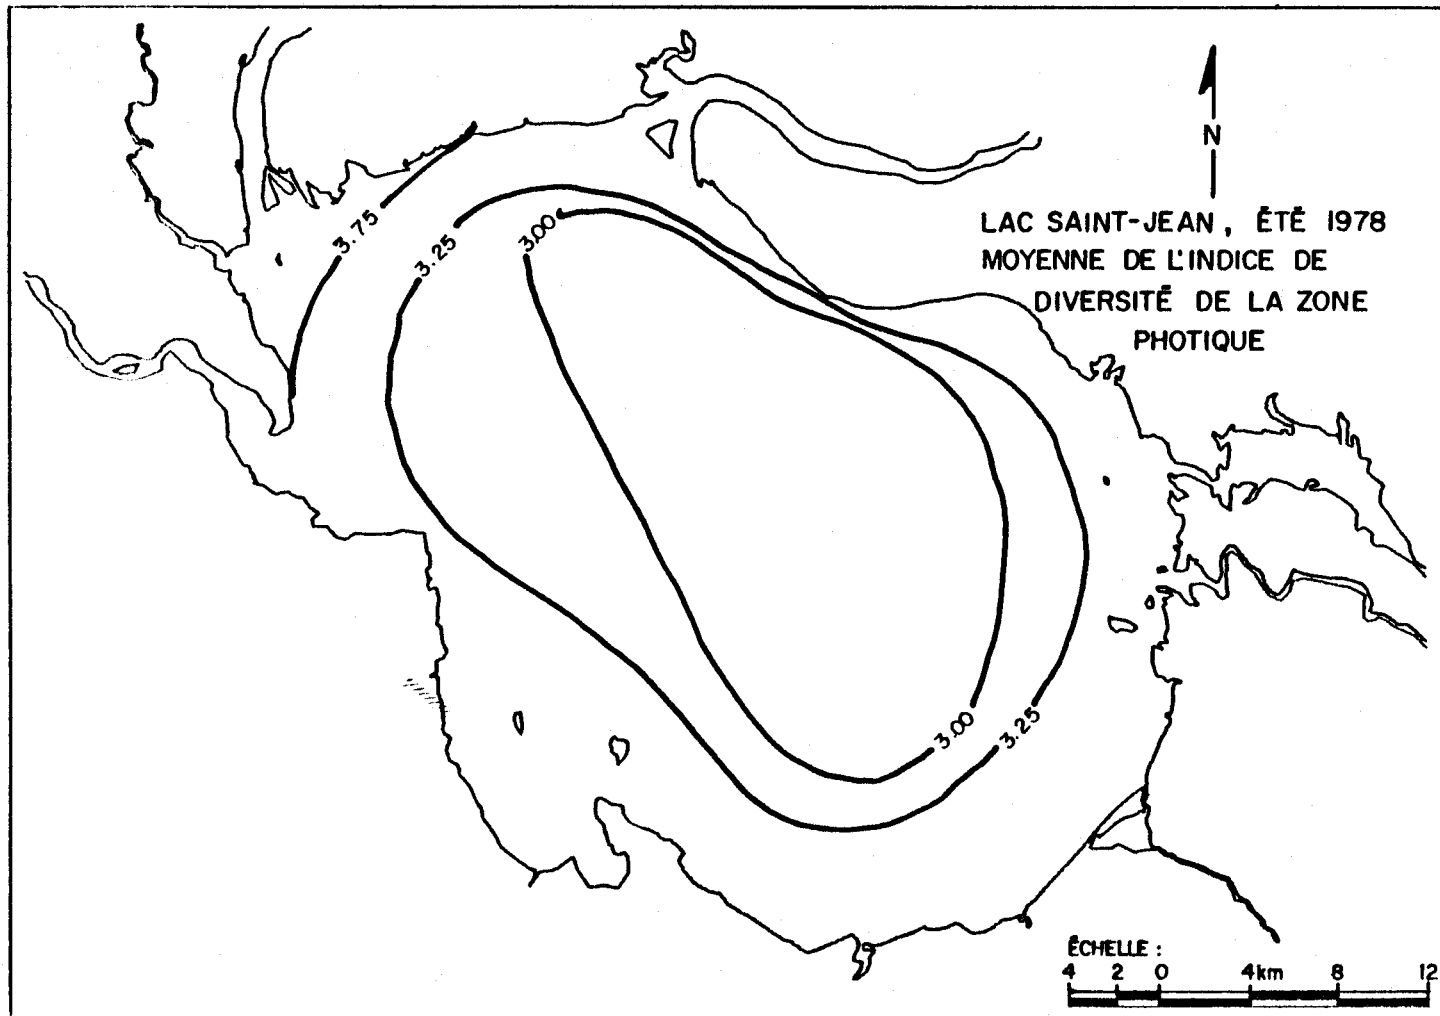 N
LAC SAINT-JEAN, ÉTÉ 1978
MOYENNE DE L'INDICE DE
DIVERSITÉ DE LA ZONE
PHOTIQUE
3.75
3.25
3.00
3.00
3.25
ÉCHELLE :
4 2 0 4km 8 12